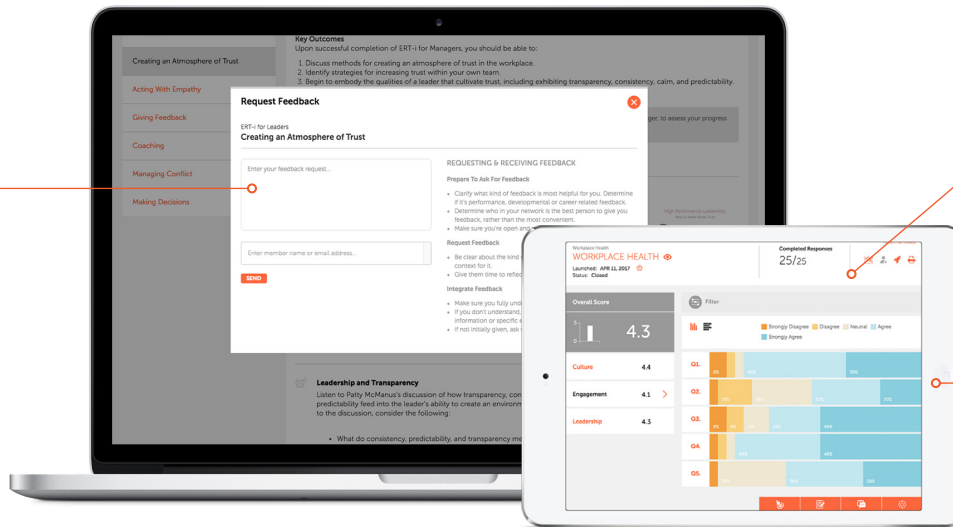 Key Outcomes
Upon successful completion of ERT-i for Managers, you should be able to:
1. Discuss methods for creating an atmosphere of trust in the workplace.
2. Identify strategies for increasing trust within your own team.
3. Begin to embody the qualities of a leader that cultivate trust, including exhibiting transparency, consistency, calm, and predictability.
Creating an Atmosphere of Trust
Acting With Empathy
Giving Feedback
Coaching
Managing Conflict
Making Decisions
ger, to assess your progress
High Performance Leadership
Request Feedback
ERT-i for Leaders
Creating an Atmosphere of Trust
Enter your feedback request...
Enter member name or email address...
SEND
REQUESTING & RECEIVING FEEDBACK
Prepare To Ask For Feedback
• Clarify what kind of feedback is most helpful for you. Determine
if it's performance, developmental or career related feedback.
• Determine who in your network is the best person to give you
feedback, rather than the most convenient.
• Make sure you're open and
Request Feedback
• Be clear about the kind
context for it.
• Give them time to reflec
Integrate Feedback
• Make sure you fully und
• If you don't understand,
information or specific e
• If not initially given, ask
Leadership and Transparency
Listen to Patty McManus's discussion of how transparency, con
predictability feed into the leader's ability to create an environm
to the discussion, consider the following:
• What do consistency, predictability, and transparency me
Workplace Health
WORKPLACE HEALTH
Launched: APR 11, 2017
Status: Closed
Completed Responses
25/25
Overall Score
5
0
4.3
Culture 4.4
Engagement 4.1
Leadership 4.3
Filter
Strongly Disagree Disagree Neutral Agree
Strongly Agree
Q1.
Q2.
Q3.
Q4.
Q5.